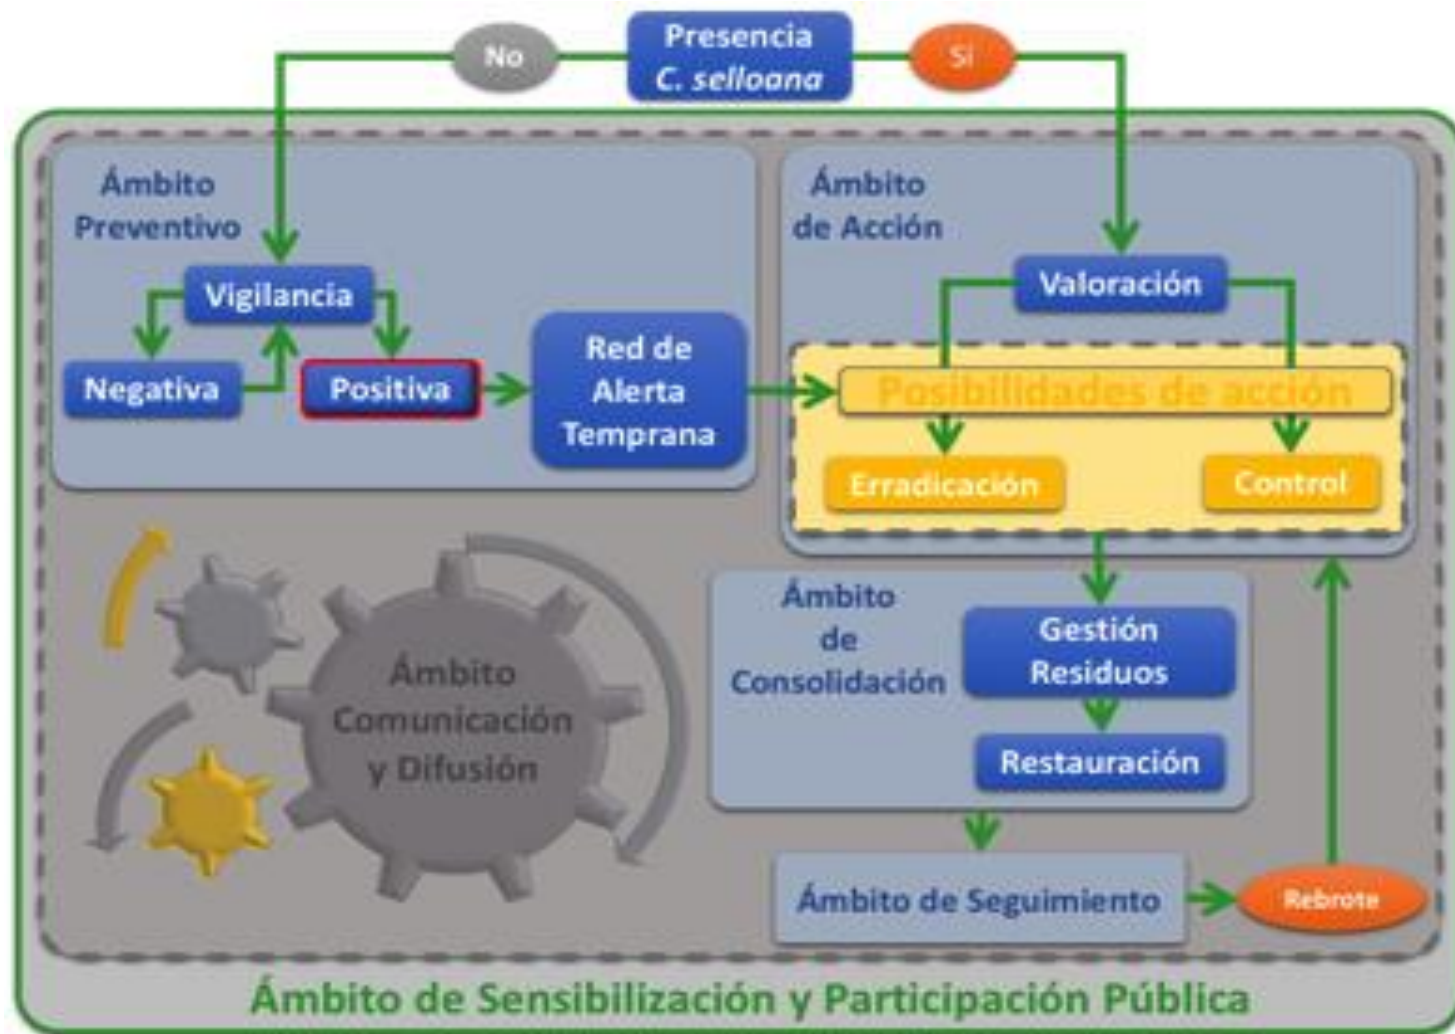 Presencia
C. selloana
No
Si
Ámbito
Preventivo
Vigilancia
Negativa
Positiva
Red de
Alerta
Temprana
Ámbito
de Acción
Valoración
Posibilidades de acción
Erradicación
Control
Ámbito
de
Consolidación
Gestión
Residuos
Restauración
Ámbito
Comunicación
y Difusión
Ámbito de Seguimiento
Rebrote
Ámbito de Sensibilización y Participación Pública